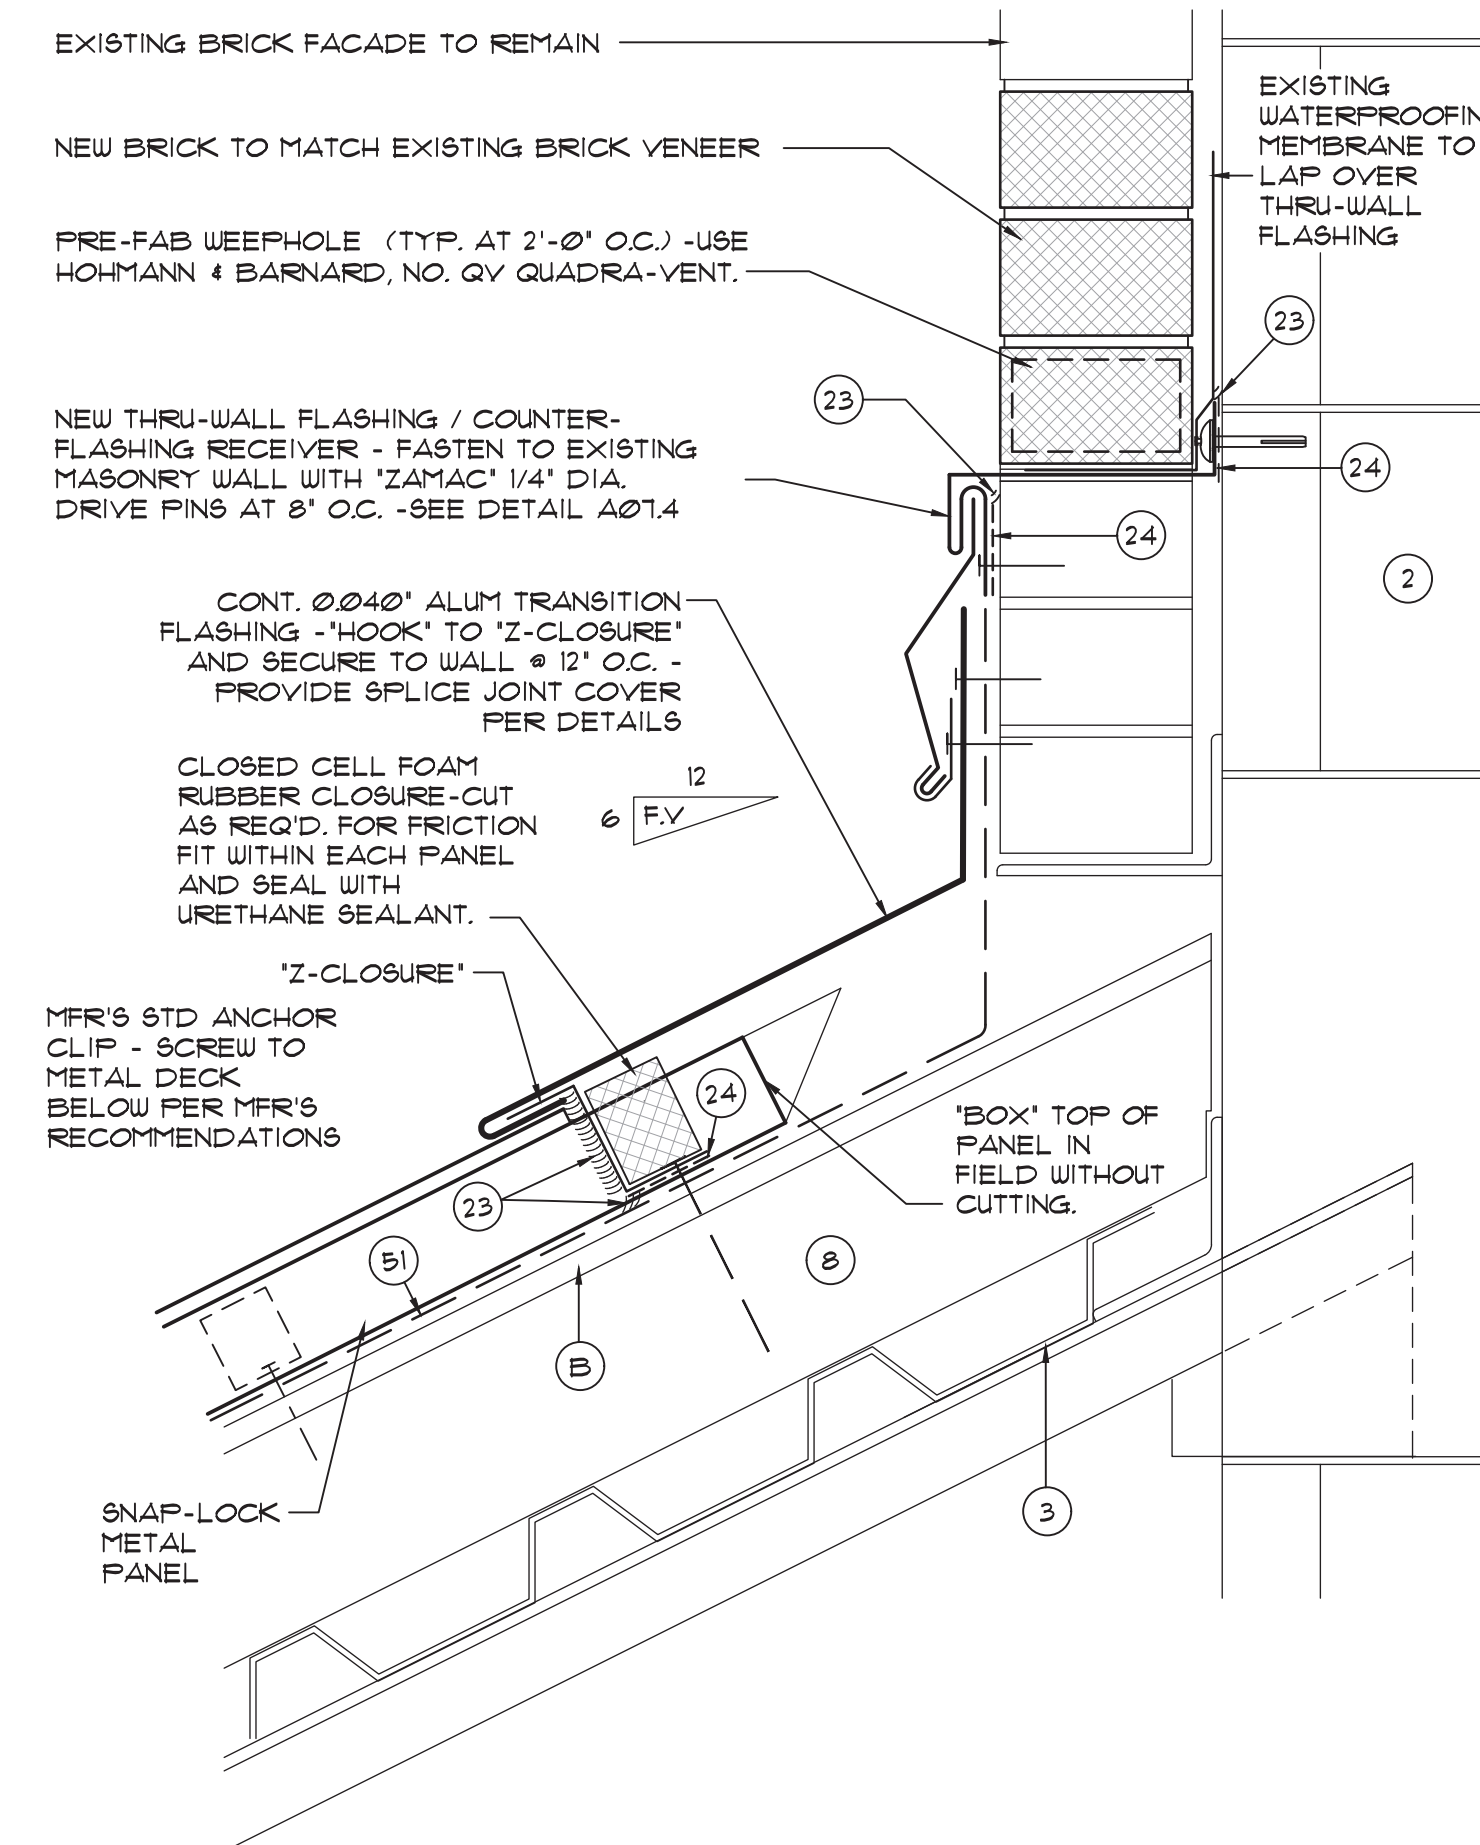 EXISTING BRICK FACADE TO REMAIN
EXISTING
WATERPROOFIN
MEMBRANE TO
LAP OVER
THRU-WALL
FLASHING
NEW BRICK TO MATCH EXISTING BRICK VENEER
PRE-FAB WEEPHOLE (TYP. AT 2'-0" O.C.) -USE
HOHMANN & BARNARD, NO. QV QUADRA-VENT.
23
23
NEW THRU-WALL FLASHING / COUNTER-
FLASHING RECEIVER - FASTEN TO EXISTING
MASONRY WALL WITH "ZAMAC" 1/4" DIA.
DRIVE PINS AT 8" O.C. -SEE DETAIL A07.4
24
24
2
CONT. 0.040" ALUM TRANSITION
FLASHING -"HOOK" TO "Z-CLOSURE"
AND SECURE TO WALL @ 12" O.C. -
PROVIDE SPLICE JOINT COVER
PER DETAILS
CLOSED CELL FOAM
RUBBER CLOSURE-CUT
AS REQ'D. FOR FRICTION
FIT WITHIN EACH PANEL
AND SEAL WITH
URETHANE SEALANT.
12
6
F.V
"Z-CLOSURE"
MFR'S STD ANCHOR
CLIP - SCREW TO
METAL DECK
BELOW PER MFR'S
RECOMMENDATIONS
24
"BOX" TOP OF
PANEL IN
FIELD WITHOUT
CUTTING.
23
51
8
B
3
SNAP-LOCK
METAL
PANEL